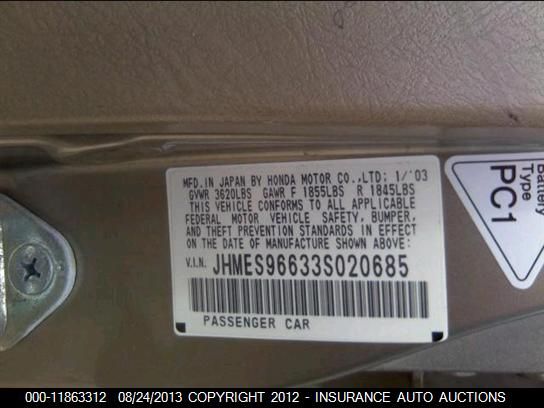 MFD.IN JAPAN BY HONDA MOTOR CO.,LTD: 1/'03
GVWR 3620LBS GAWR F 1855LBS R 1845LBS
THIS VEHICLE CONFORMS TO ALL APPLICABLE
FEDERAL MOTOR VEHICLE SAFETY, BUMPER,
AND THEFT PREVENTION STANDARDS IN EFFECT
ON THE DATE OF MANUFACTURE SHOWN ABOVE:
V.I.N. JHMES96633S020685
PASSENGER CAR
Battery
Type
PC1
000-11863312 08/24/2013 COPYRIGHT 2012 - INSURANCE AUTO AUCTIONS